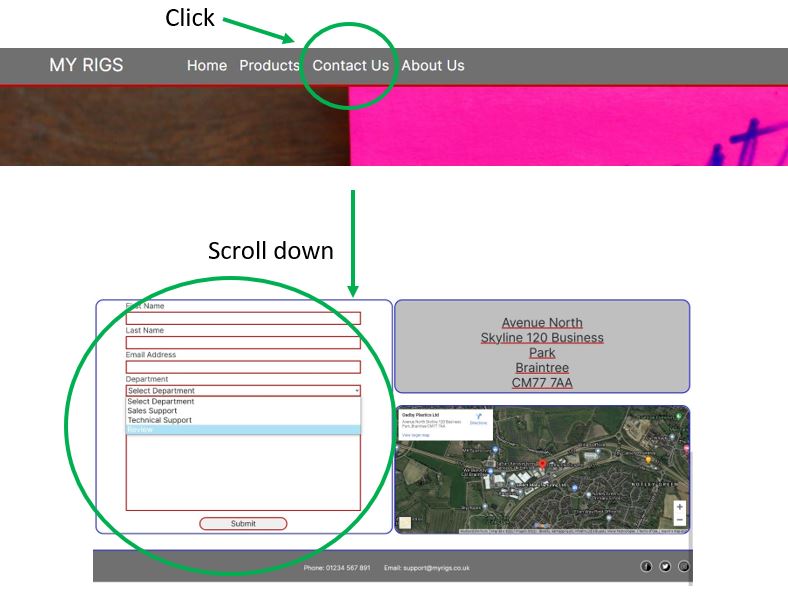 Click
MY RIGS
Home Products Contact Us About Us
Scroll down
First Name
Last Name
Email Address
Department
Select Department
Select Department
Sales Support
Technical Support
Review
Submit
Avenue North
Skyline 120 Business
Park
Braintree
CM77 7AA
Oadby Plastics Ltd
Avenue North Skyline 120 Business
Park, Braintree CM77 7AA
Directions
View larger map
NOTLEY GREEN
Google
Phone: 01234 567 891 Email: support@myrigs.co.uk